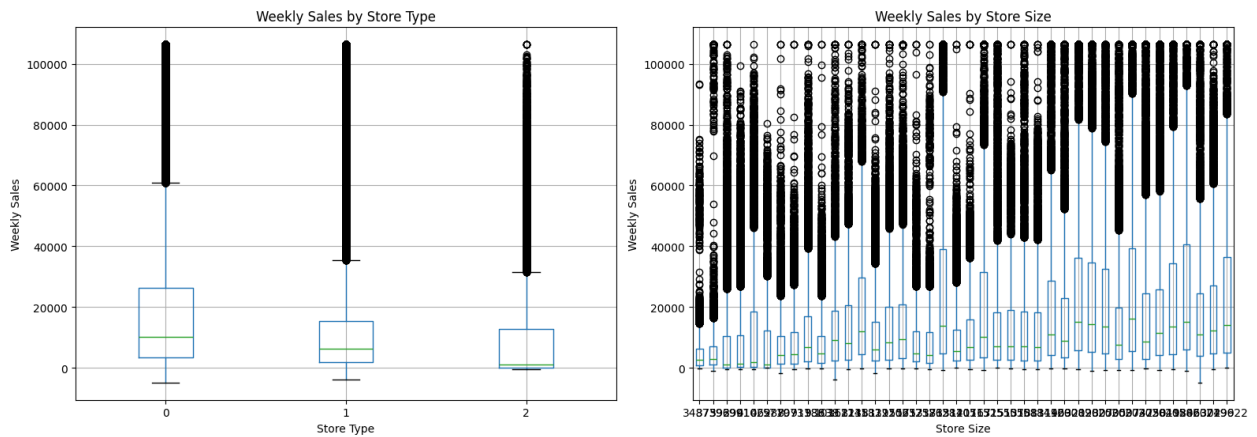 Weekly Sales by Store Type
Weekly Sales
100000
80000
60000
40000
20000
0
0 1 2
Store Type
Weekly Sales by Store Size
Weekly Sales
100000
80000
60000
40000
20000
0
Store Size